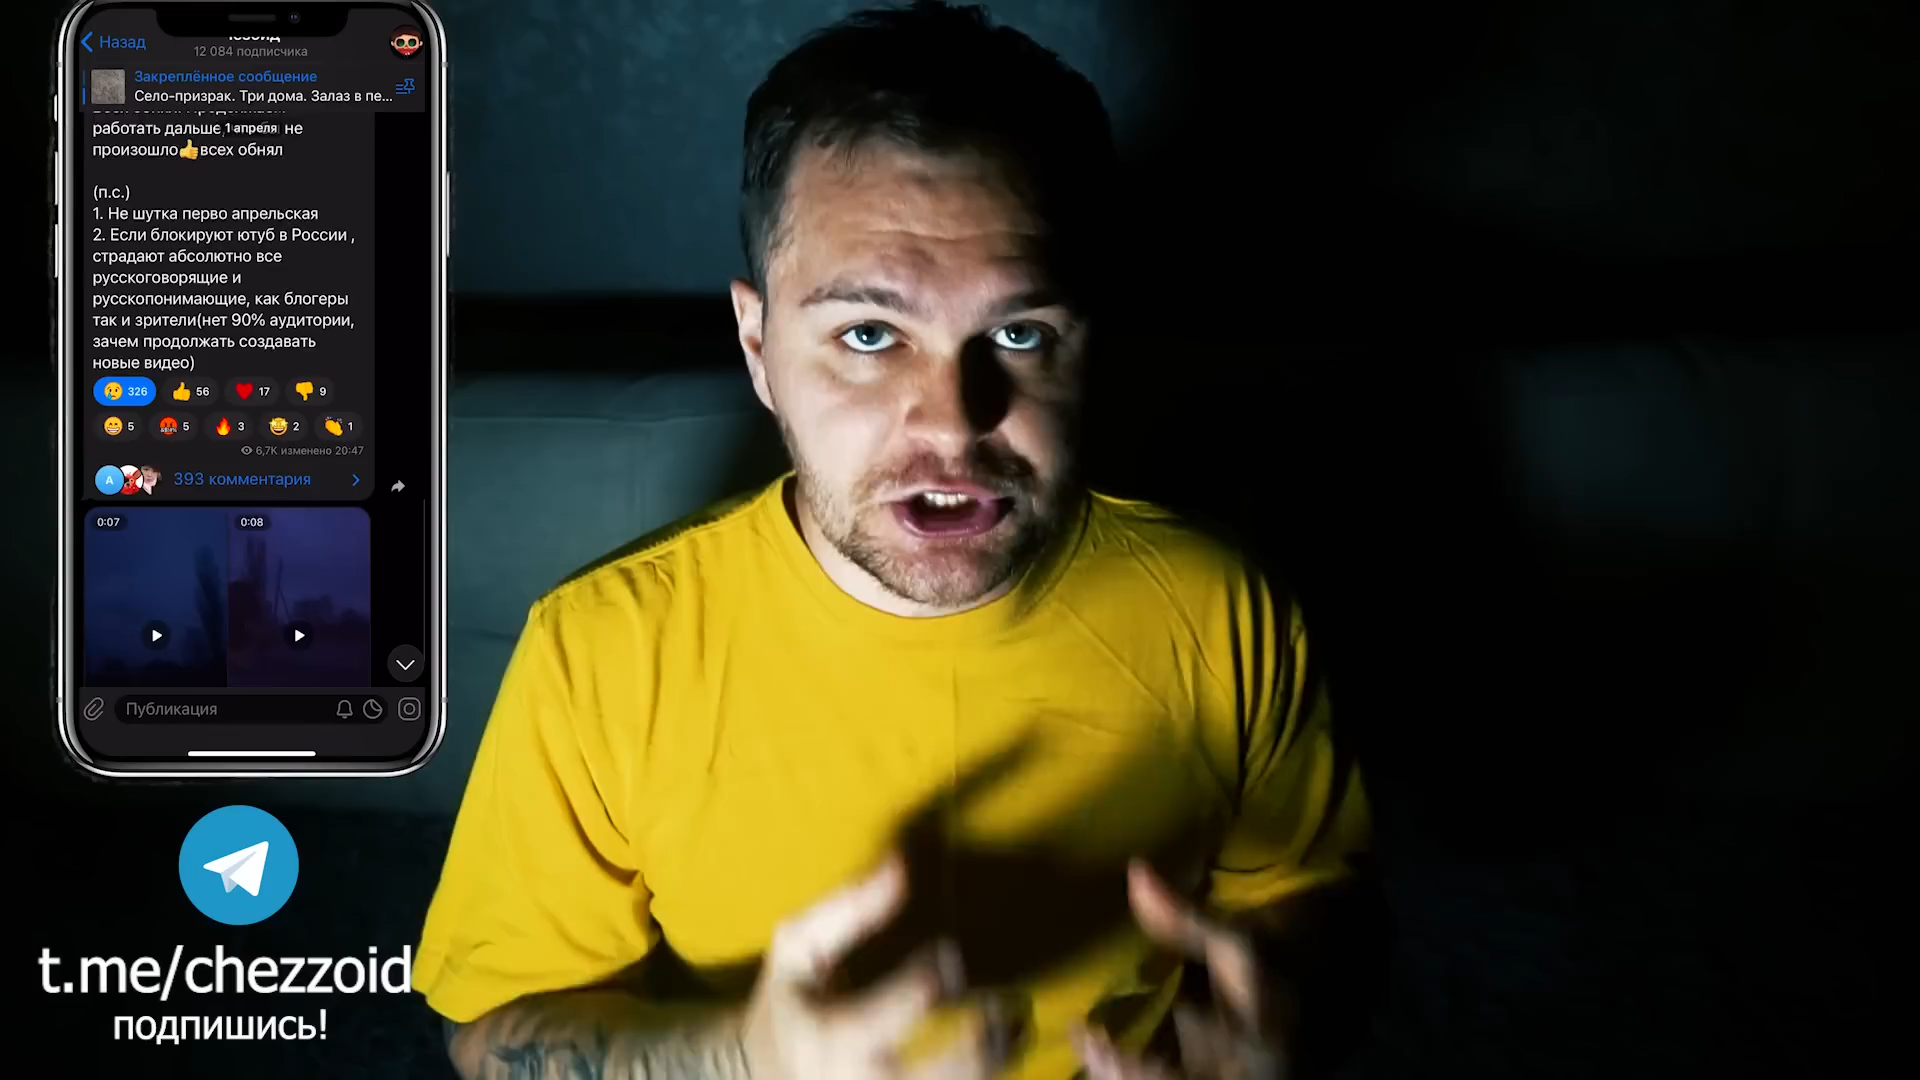 Назад
12 084 подписчика
Закреплённое сообщение
Село-призрак. Три дома. Залаз в пе...
работать дальше, не
1 апреля
произошло👍всех обнял
(п.с.)
1. Не шутка перво апрельская
2. Если блокируют ютуб в России ,
страдают абсолютно все
русскоговорящие и
русскопонимающие, как блогеры
так и зрители(нет 90% аудитории,
зачем продолжать создавать
новые видео)
😢 326 👍 56 ❤️ 17 👎 9
😁 5 🤬 5 🔥 3 🤩 2 👏 1
6,7K изменено 20:47
А
393 комментария
0:07 0:08
Публикация
t.me/chezzoid
подпишись!